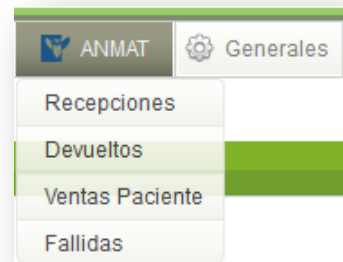 ANMAT Generales
Recepciones
Devueltos
Ventas Paciente
Fallidas